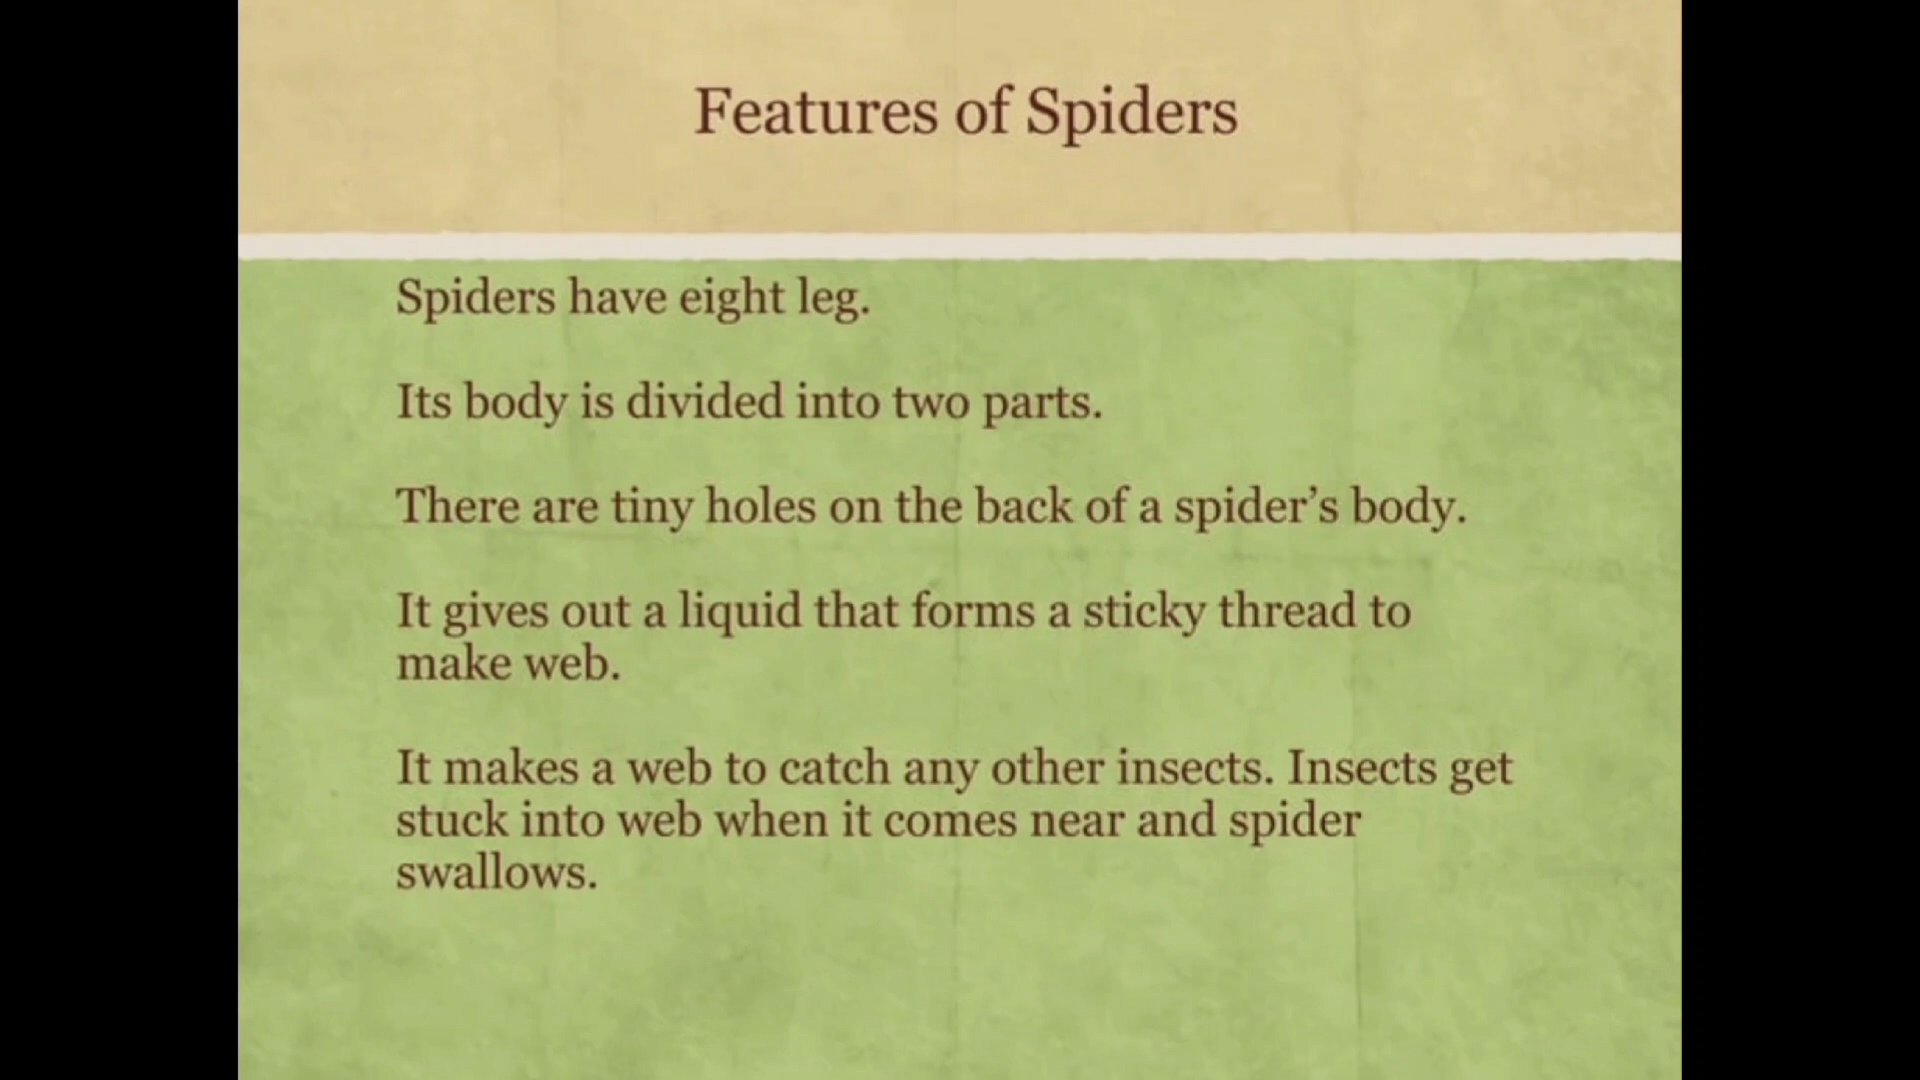 Features of Spiders
Spiders have eight leg.
Its body is divided into two parts.
There are tiny holes on the back of a spider’s body.
It gives out a liquid that forms a sticky thread to
make web.
It makes a web to catch any other insects. Insects get
stuck into web when it comes near and spider
swallows.